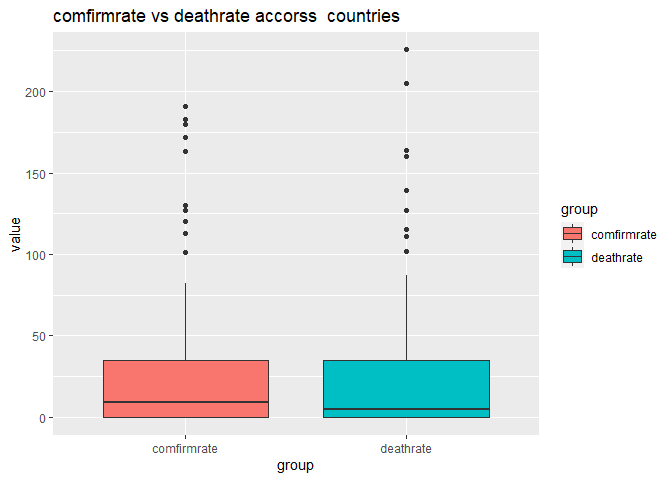 comfirmrate vs deathrate accorss  countries
value
200
150
100
50
0
comfirmrate
deathrate
group
group
comfirmrate
deathrate